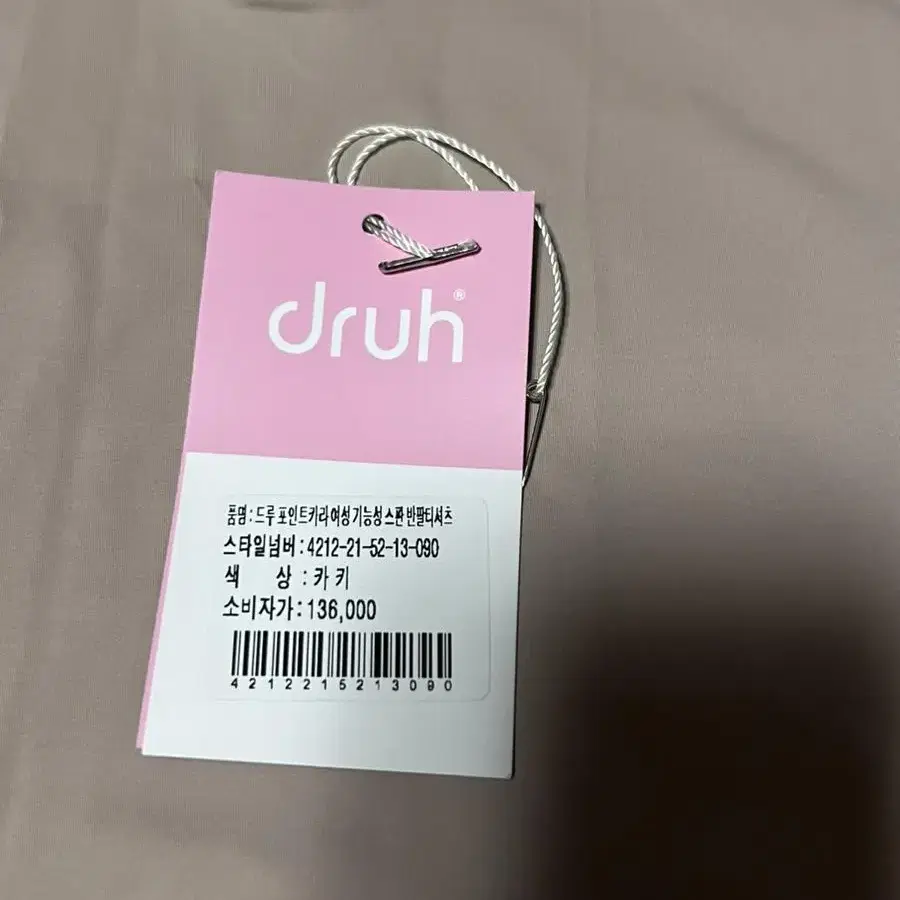 druh®
품명 : 드루 포인트카라 여성 기능성 스판 반팔티셔츠
스타일넘버 : 4212-21-52-13-090
색 상 : 카키
소비자가 : 136,000
4212215213090